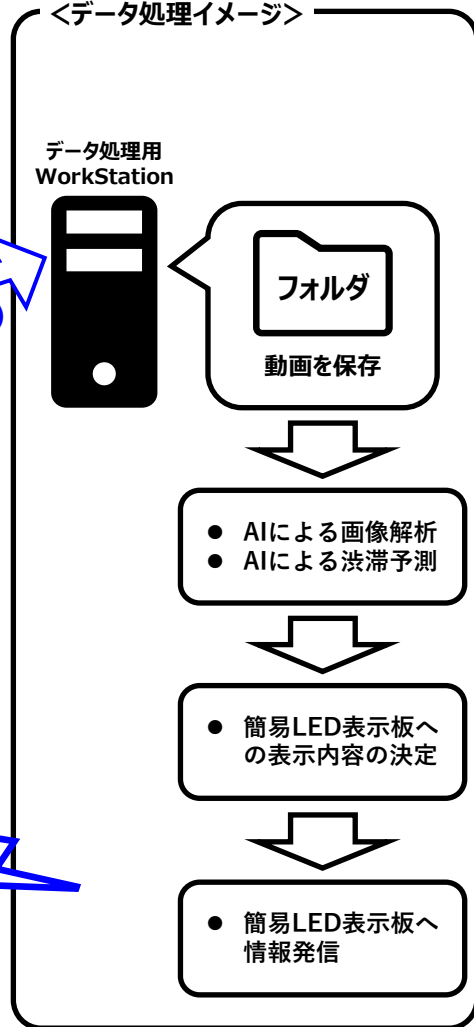 ＜データ処理イメージ＞
データ処理用
WorkStation
フォルダ
動画を保存
● AIによる画像解析
● AIによる渋滞予測
● 簡易LED表示板へ
の表示内容の決定
● 簡易LED表示板へ
情報発信